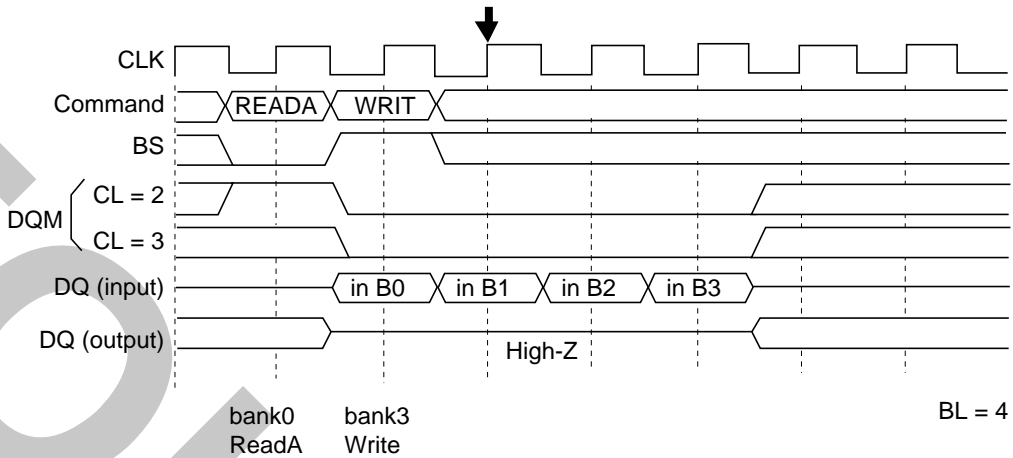 CLK
Command READA WRIT
BS
DQM
CL = 2
CL = 3
DQ (input) in B0 in B1 in B2 in B3
DQ (output) High-Z
bank0 bank3 BL = 4
ReadA Write